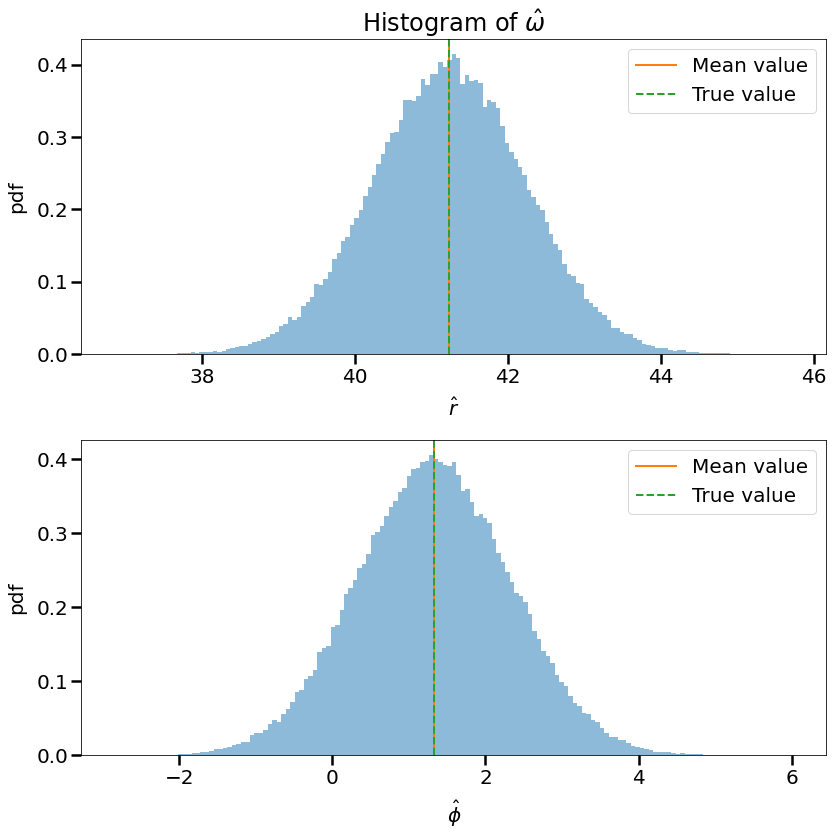 Histogram of ω̂
Mean value
True value
0.4
0.3
0.2
0.1
0.0
pdf
38 40 42 44 46
r̂
Mean value
True value
0.4
0.3
0.2
0.1
0.0
pdf
−2 0 2 4 6
ϕ̂